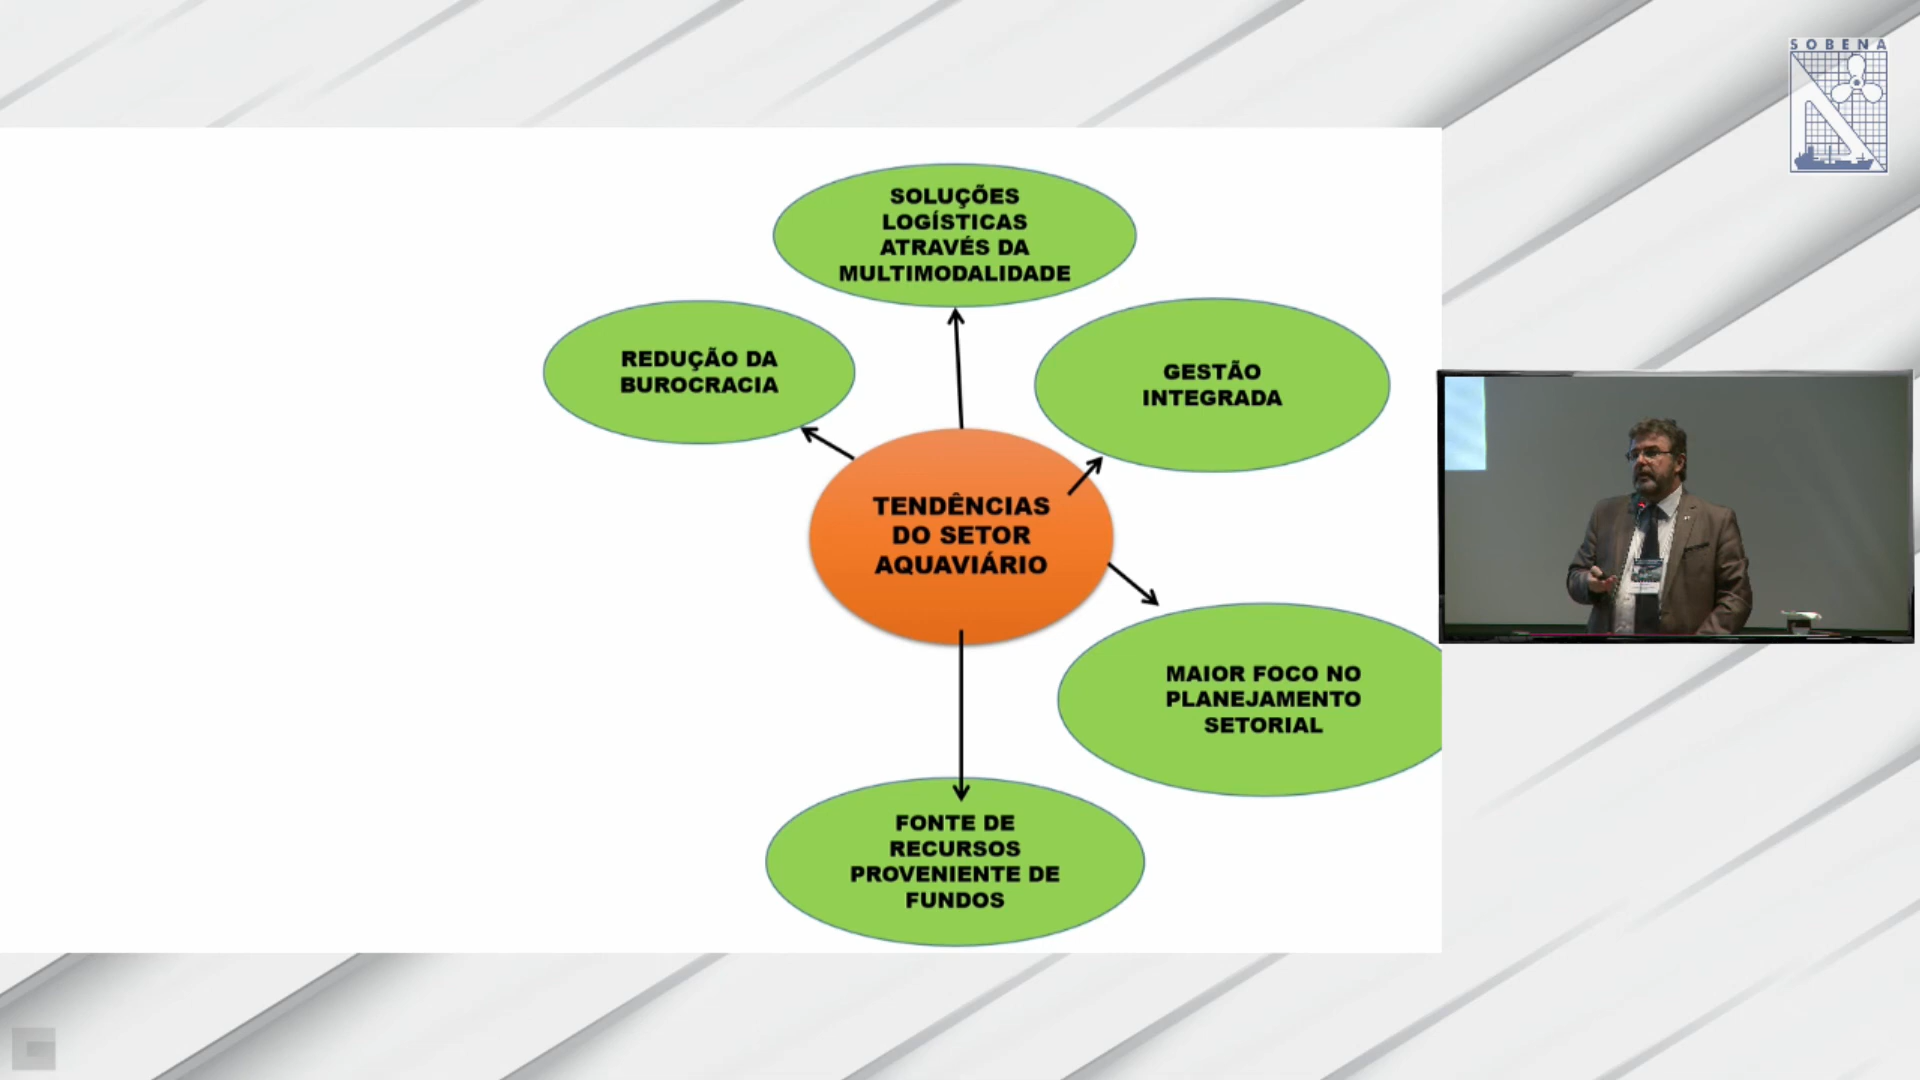 SOBENA
SOLUÇÕES
LOGÍSTICAS
ATRAVÉS DA
MULTIMODALIDADE
REDUÇÃO DA
BUROCRACIA
GESTÃO
INTEGRADA
TENDÊNCIAS
DO SETOR
AQUAVIÁRIO
MAIOR FOCO NO
PLANEJAMENTO
SETORIAL
FONTE DE
RECURSOS
PROVENIENTE DE
FUNDOS